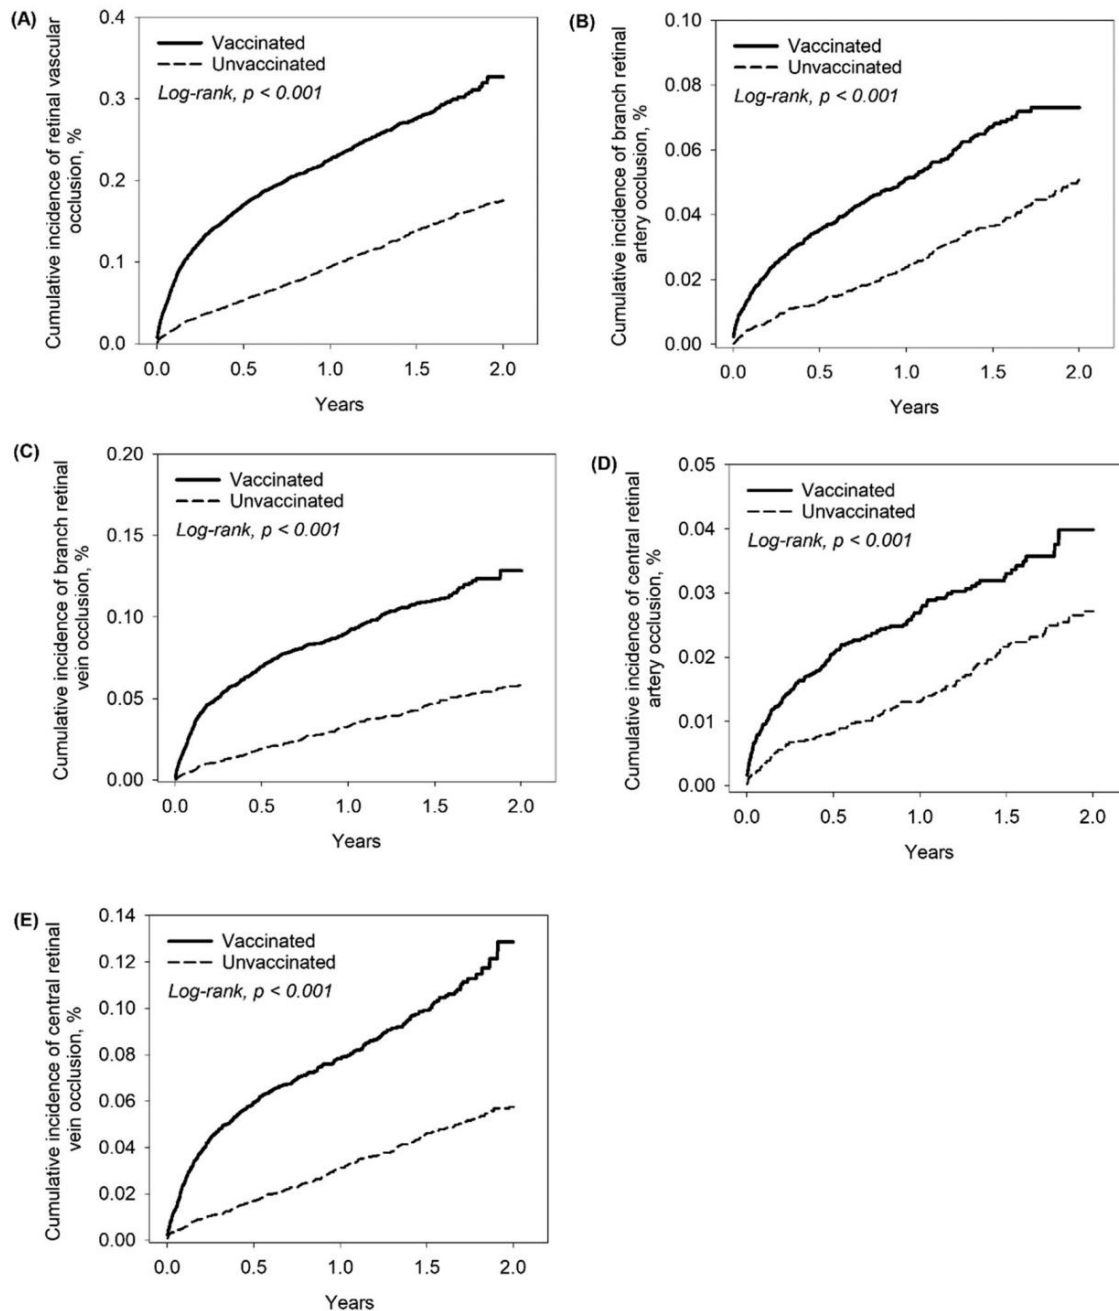 (A)
Cumulative incidence of retinal vascular
occlusion, %
0.4
0.3
0.2
0.1
0.0
Vaccinated
Unvaccinated
Log-rank, p < 0.001
0.0 0.5 1.0 1.5 2.0
Years
(B)
Cumulative incidence of branch retinal
artery occlusion, %
0.10
0.08
0.06
0.04
0.02
0.00
Vaccinated
Unvaccinated
Log-rank, p < 0.001
0.0 0.5 1.0 1.5 2.0
Years
(C)
Cumulative incidence of branch retinal
vein occlusion, %
0.20
0.15
0.10
0.05
0.00
Vaccinated
Unvaccinated
Log-rank, p < 0.001
0.0 0.5 1.0 1.5 2.0
Years
(D)
Cumulative incidence of central retinal
artery occlusion, %
0.05
0.04
0.03
0.02
0.01
0.00
Vaccinated
Unvaccinated
Log-rank, p < 0.001
0.0 0.5 1.0 1.5 2.0
Years
(E)
Cumulative incidence of central retinal
vein occlusion, %
0.14
0.12
0.10
0.08
0.06
0.04
0.02
0.00
Vaccinated
Unvaccinated
Log-rank, p < 0.001
0.0 0.5 1.0 1.5 2.0
Years